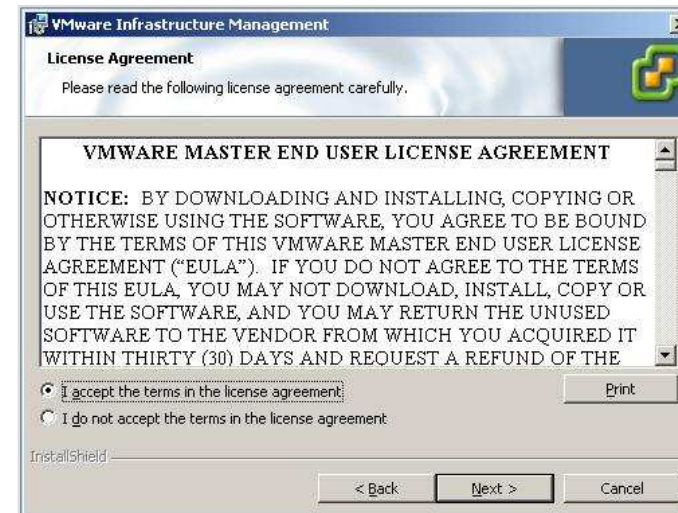 VMware Infrastructure Management
License Agreement
Please read the following license agreement carefully.
VMWARE MASTER END USER LICENSE AGREEMENT
NOTICE: BY DOWNLOADING AND INSTALLING, COPYING OR
OTHERWISE USING THE SOFTWARE, YOU AGREE TO BE BOUND
BY THE TERMS OF THIS VMWARE MASTER END USER LICENSE
AGREEMENT (“EULA”). IF YOU DO NOT AGREE TO THE TERMS
OF THIS EULA, YOU MAY NOT DOWNLOAD, INSTALL, COPY OR
USE THE SOFTWARE, AND YOU MAY RETURN THE UNUSED
SOFTWARE TO THE VENDOR FROM WHICH YOU ACQUIRED IT
WITHIN THIRTY (30) DAYS AND REQUEST A REFUND OF THE
I accept the terms in the license agreement
Print
I do not accept the terms in the license agreement
InstallShield
< Back Next > Cancel